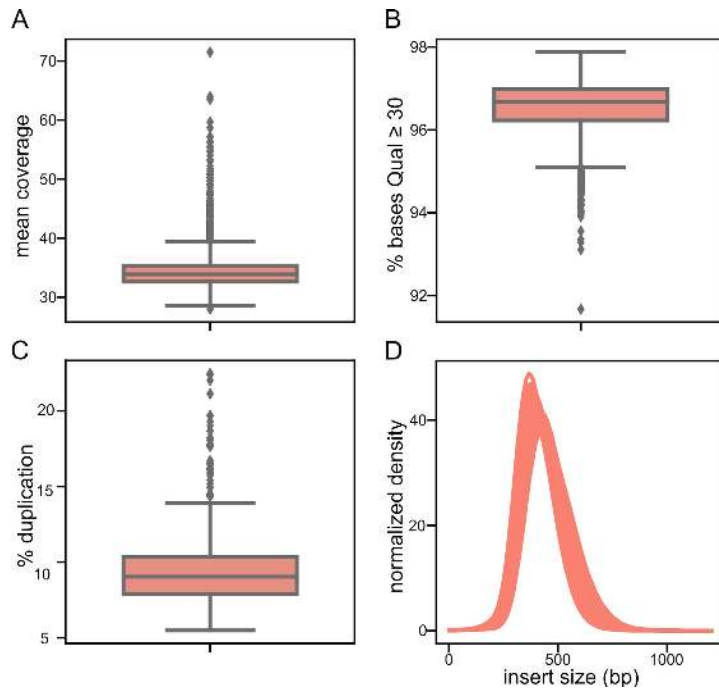 A
mean coverage
70
60
50
40
30
B
% bases Qual ≥ 30
98
96
94
92
C
% duplication
20
15
10
5
D
normalized density
40
20
0
0 500 1000
insert size (bp)